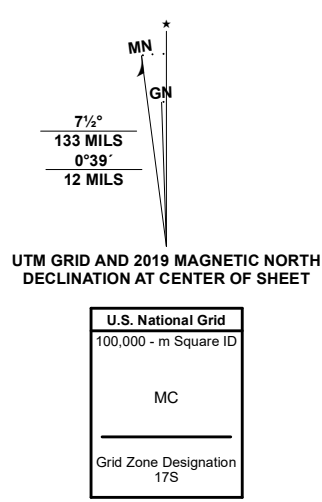 ★
MN
GN
7½°
133 MILS
0°39´
12 MILS
UTM GRID AND 2019 MAGNETIC NORTH
DECLINATION AT CENTER OF SHEET
U.S. National Grid
100,000 - m Square ID
MC
Grid Zone Designation
17S